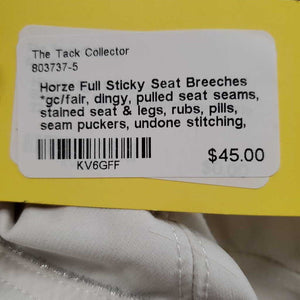 The Tack Collector
803737-5
Horze Full Sticky Seat Breeches
*gc/fair, dingy, pulled seat seams,
stained seat & legs, rubs, pills,
seam puckers, undone stitching,
KV6GFF
$45.00